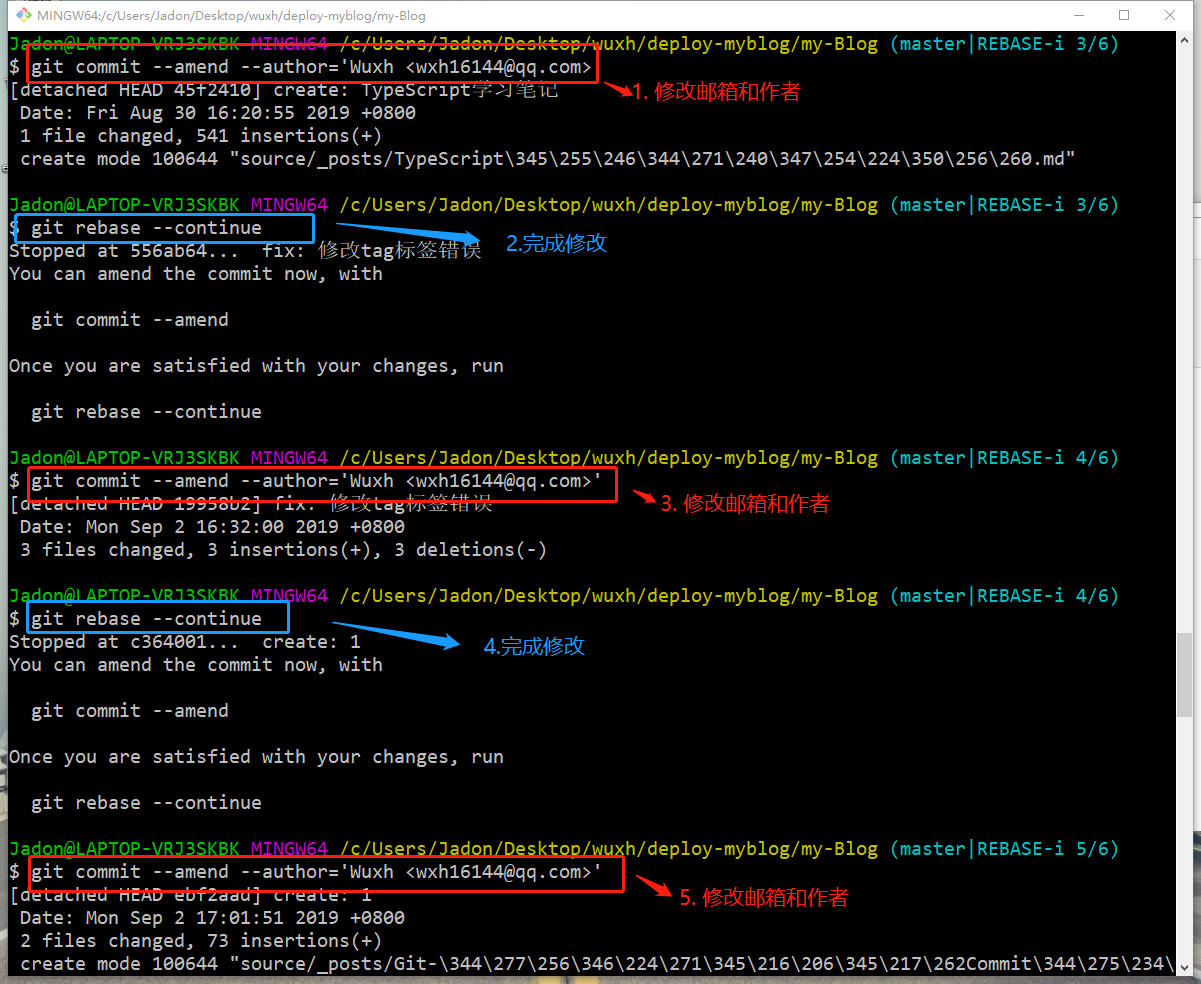 MINGW64:/c/Users/Jadon/Desktop/wuxh/deploy-myblog/my-Blog
Jadon@LAPTOP-VRJ3SKBK MINGW64 /c/Users/Jadon/Desktop/wuxh/deploy-myblog/my-Blog (master|REBASE-i 3/6)
$ git commit --amend --author='Wuxh <wxh16144@qq.com>
1. 修改邮箱和作者
[detached HEAD 45f2410] create: TypeScript学习笔记
Date: Fri Aug 30 16:20:55 2019 +0800
1 file changed, 541 insertions(+)
create mode 100644 "source/_posts/TypeScript\345\255\246\344\271\240\347\254\224\350\256\260.md"
Jadon@LAPTOP-VRJ3SKBK MINGW64 /c/Users/Jadon/Desktop/wuxh/deploy-myblog/my-Blog (master|REBASE-i 3/6)
$ git rebase --continue
2.完成修改
Stopped at 556ab64... fix: 修改tag标签错误
You can amend the commit now, with
git commit --amend
Once you are satisfied with your changes, run
git rebase --continue
Jadon@LAPTOP-VRJ3SKBK MINGW64 /c/Users/Jadon/Desktop/wuxh/deploy-myblog/my-Blog (master|REBASE-i 4/6)
$ git commit --amend --author='Wuxh <wxh16144@qq.com>'
3. 修改邮箱和作者
[detached HEAD 19958b2] fix: 修改tag标签错误
Date: Mon Sep 2 16:32:00 2019 +0800
3 files changed, 3 insertions(+), 3 deletions(-)
Jadon@LAPTOP-VRJ3SKBK MINGW64 /c/Users/Jadon/Desktop/wuxh/deploy-myblog/my-Blog (master|REBASE-i 4/6)
$ git rebase --continue
4.完成修改
Stopped at c364001... create: 1
You can amend the commit now, with
git commit --amend
Once you are satisfied with your changes, run
git rebase --continue
Jadon@LAPTOP-VRJ3SKBK MINGW64 /c/Users/Jadon/Desktop/wuxh/deploy-myblog/my-Blog (master|REBASE-i 5/6)
$ git commit --amend --author='Wuxh <wxh16144@qq.com>'
5. 修改邮箱和作者
[detached HEAD ebf2aad] create: 1
Date: Mon Sep 2 17:01:51 2019 +0800
2 files changed, 73 insertions(+)
create mode 100644 "source/_posts/Git-\344\277\256\346\224\271\345\216\206\345\217\262Commit\344\275\234\